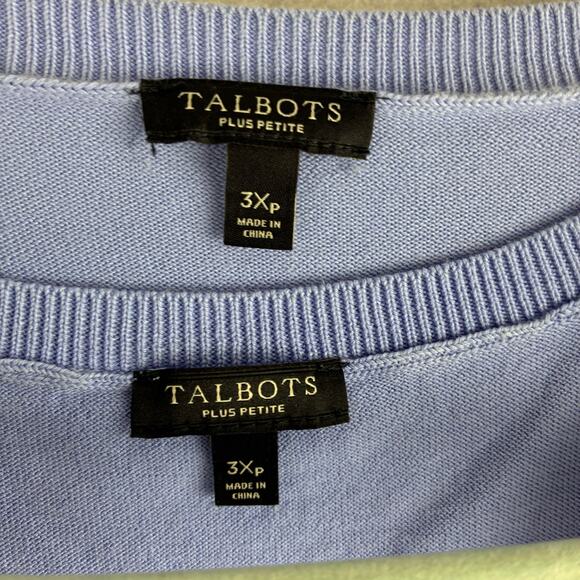 TALBOTS
PLUS PETITE
3XP
MADE IN
CHINA
TALBOTS
PLUS PETITE
3XP
MADE IN
CHINA